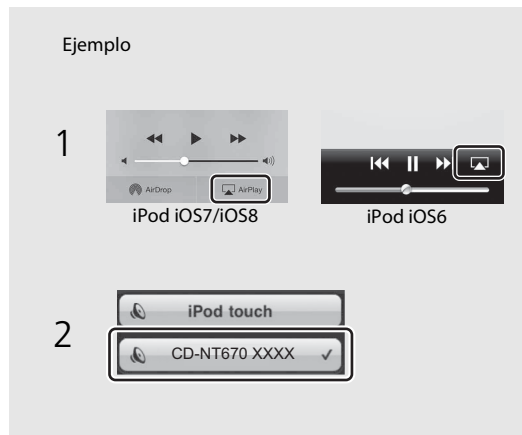 Ejemplo
1
AirDrop
AirPlay
iPod iOS7/iOS8
iPod iOS6
2
iPod touch
CD-NT670 XXXX